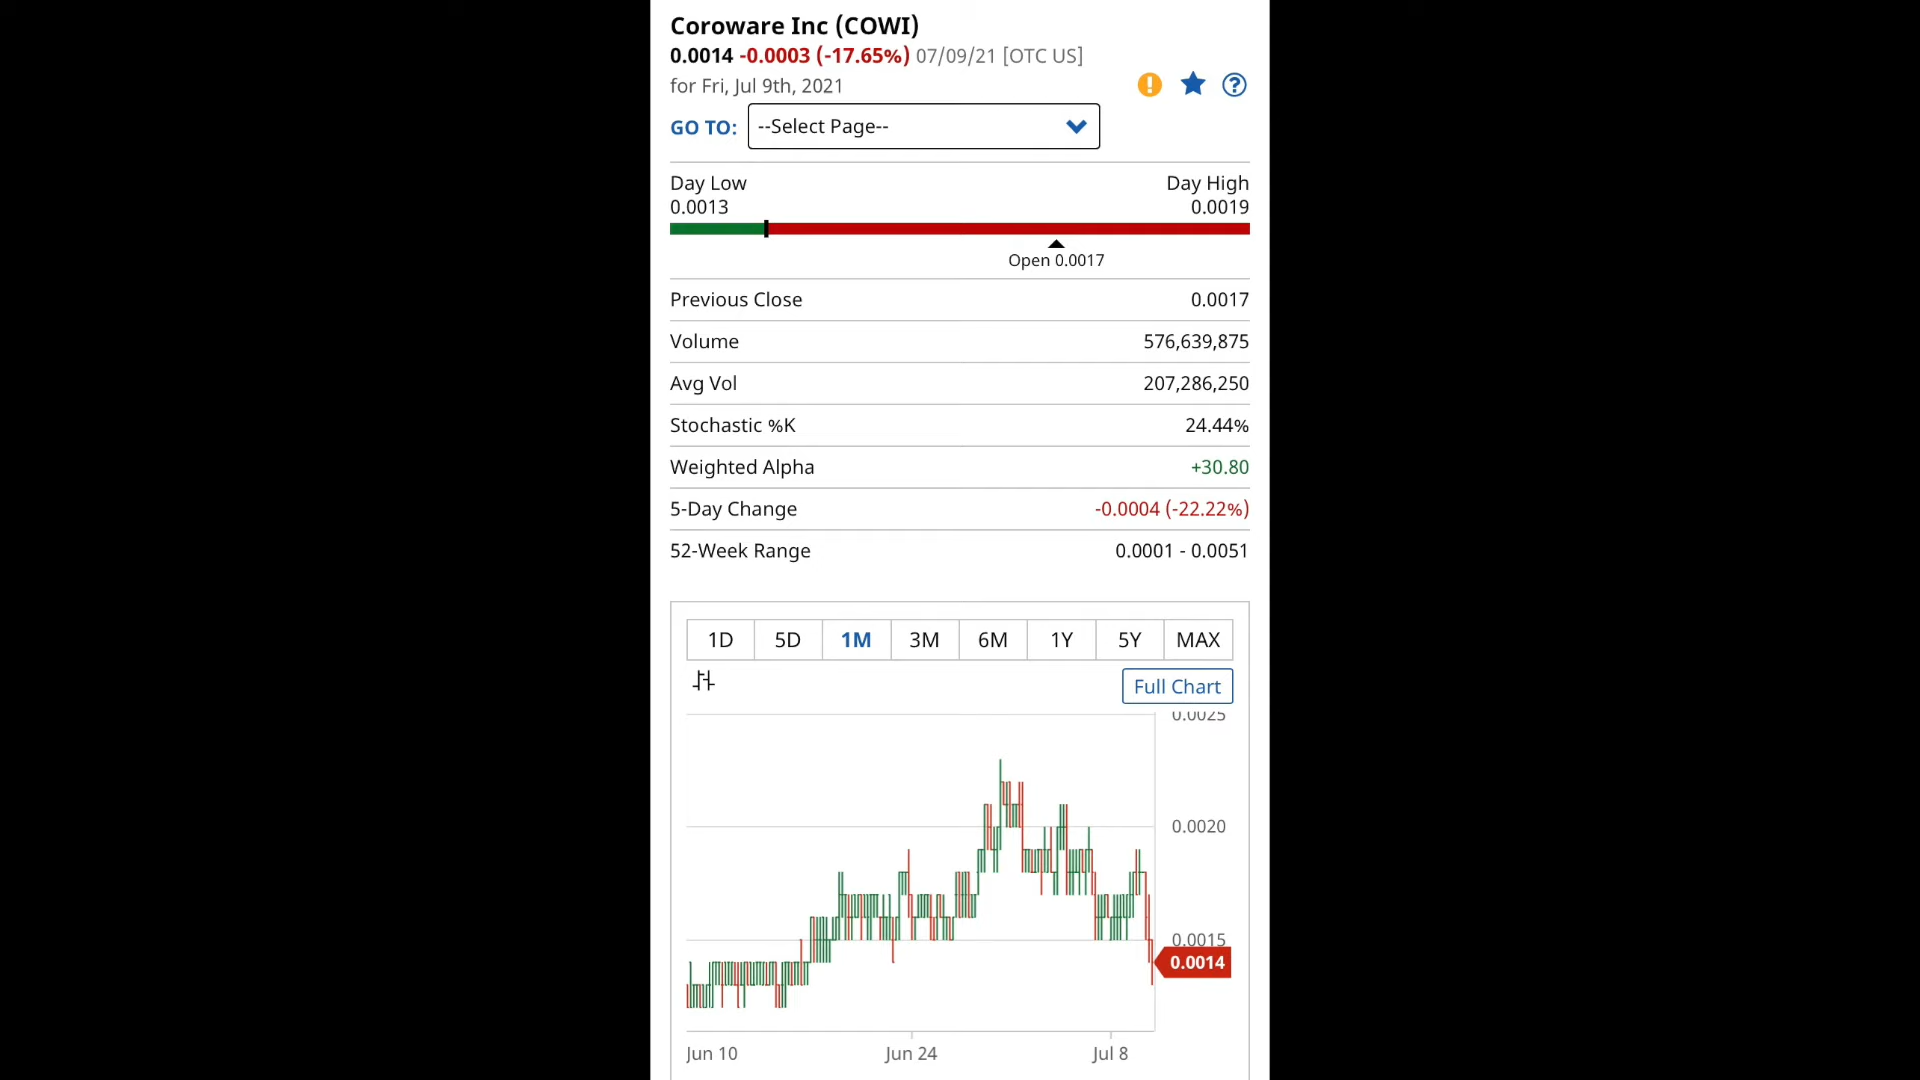 Coroware Inc (COWI)
0.0014 -0.0003 (-17.65%) 07/09/21 [OTC US]
for Fri, Jul 9th, 2021
GO TO: --Select Page--
Day Low Day High
0.0013 0.0019
Open 0.0017
Previous Close 0.0017
Volume 576,639,875
Avg Vol 207,286,250
Stochastic %K 24.44%
Weighted Alpha +30.80
5-Day Change -0.0004 (-22.22%)
52-Week Range 0.0001 - 0.0051
1D 5D 1M 3M 6M 1Y 5Y MAX
Full Chart
0.0025
0.0020
0.0015
0.0014
Jun 10 Jun 24 Jul 8